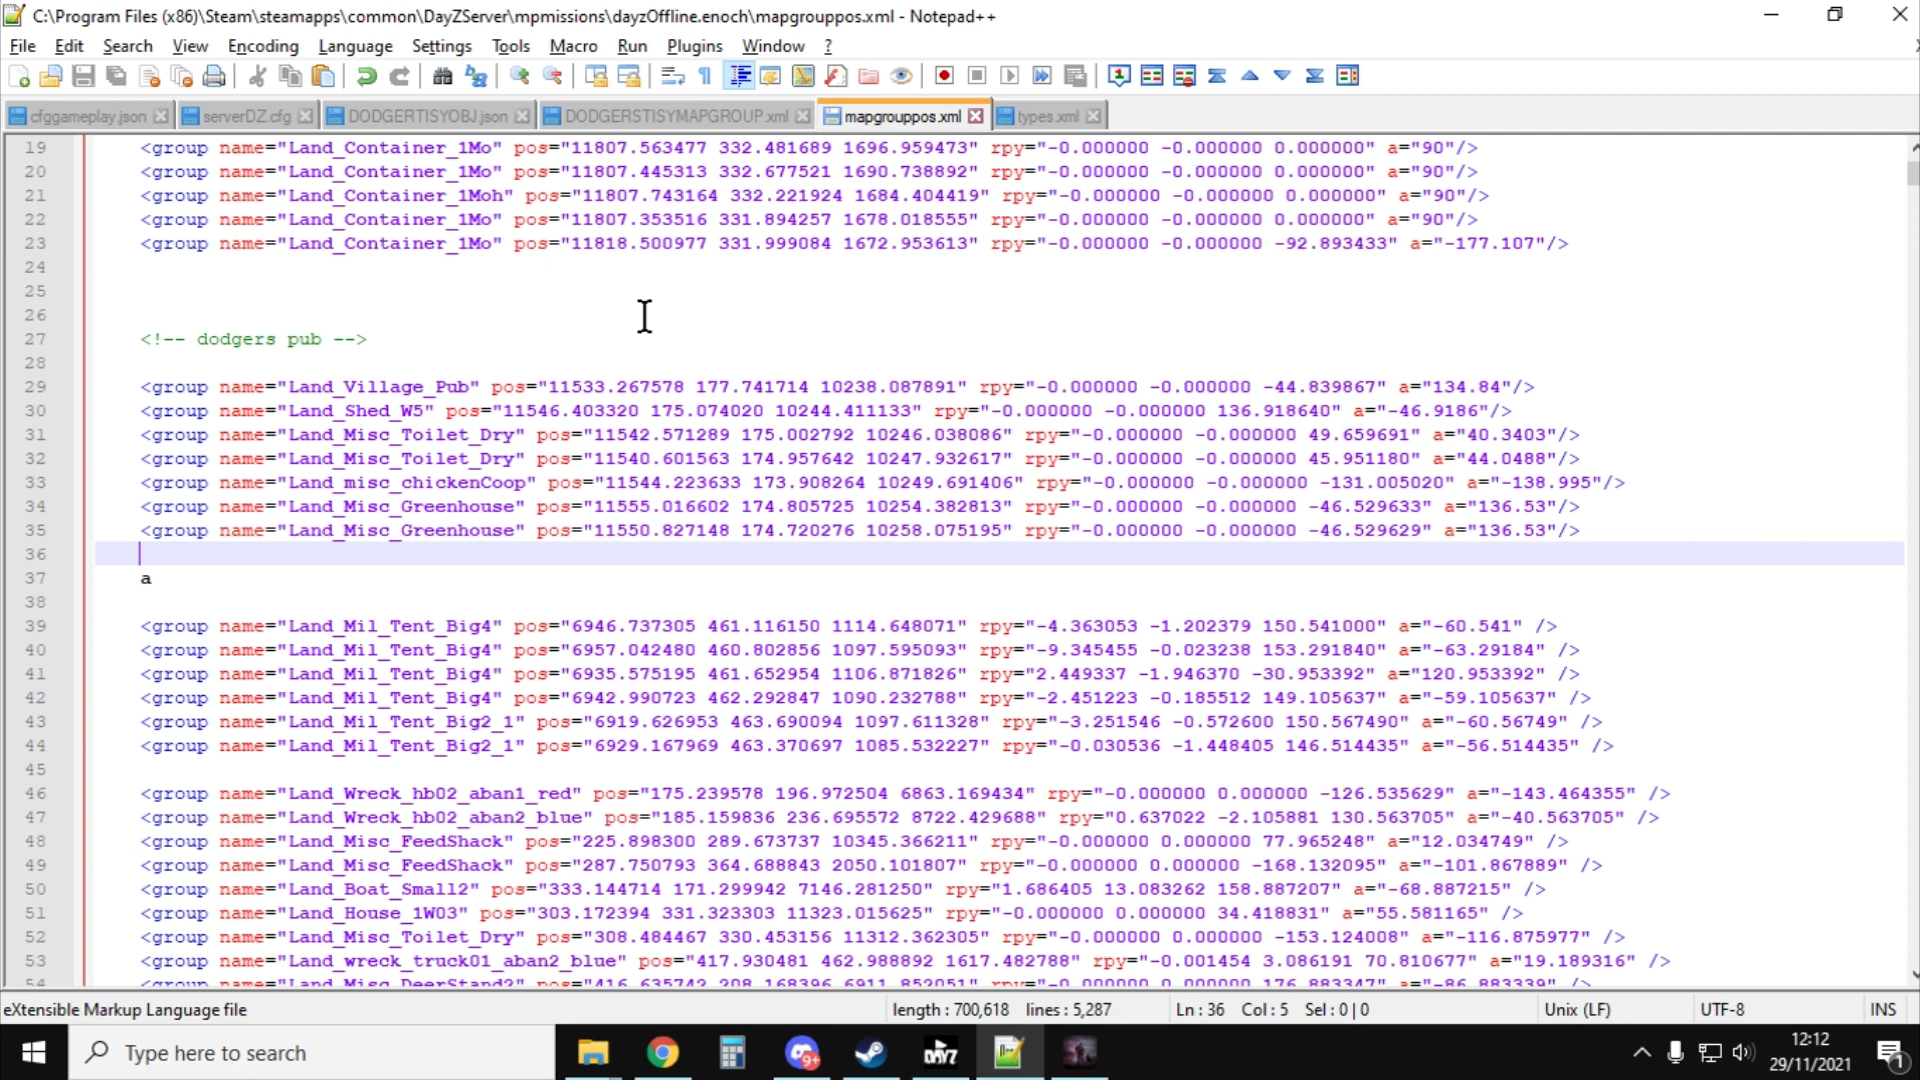 C:\Program Files (x86)\Steam\steamapps\common\DayZServer\mpmissions\dayzOffline.enoch\mapgrouppos.xml - Notepad++
File Edit Search View Encoding Language Settings Tools Macro Run Plugins Window ?
cfggameplay.json serverDZ.cfg DODGERTISYOBJ.json DODGERSTISYMAPGROUP.xml mapgrouppos.xml types.xml
19 <group name="Land_Container_1Mo" pos="11807.563477 332.481689 1696.959473" rpy="-0.000000 -0.000000 0.000000" a="90"/>
20 <group name="Land_Container_1Mo" pos="11807.445313 332.677521 1690.738892" rpy="-0.000000 -0.000000 0.000000" a="90"/>
21 <group name="Land_Container_1Moh" pos="11807.743164 332.221924 1684.404419" rpy="-0.000000 -0.000000 0.000000" a="90"/>
22 <group name="Land_Container_1Mo" pos="11807.353516 331.894257 1678.018555" rpy="-0.000000 -0.000000 0.000000" a="90"/>
23 <group name="Land_Container_1Mo" pos="11818.500977 331.999084 1672.953613" rpy="-0.000000 -0.000000 -92.893433" a="-177.107"/>
24
25
26
27 <!-- dodgers pub -->
28
29 <group name="Land_Village_Pub" pos="11533.267578 177.741714 10238.087891" rpy="-0.000000 -0.000000 -44.839867" a="134.84"/>
30 <group name="Land_Shed_W5" pos="11546.403320 175.074020 10244.411133" rpy="-0.000000 -0.000000 136.918640" a="-46.9186"/>
31 <group name="Land_Misc_Toilet_Dry" pos="11542.571289 175.002792 10246.038086" rpy="-0.000000 -0.000000 49.659691" a="40.3403"/>
32 <group name="Land_Misc_Toilet_Dry" pos="11540.601563 174.957642 10247.932617" rpy="-0.000000 -0.000000 45.951180" a="44.0488"/>
33 <group name="Land_misc_chickenCoop" pos="11544.223633 173.908264 10249.691406" rpy="-0.000000 -0.000000 -131.005020" a="-138.995"/>
34 <group name="Land_Misc_Greenhouse" pos="11555.016602 174.805725 10254.382813" rpy="-0.000000 -0.000000 -46.529633" a="136.53"/>
35 <group name="Land_Misc_Greenhouse" pos="11550.827148 174.720276 10258.075195" rpy="-0.000000 -0.000000 -46.529629" a="136.53"/>
36
37 a
38
39 <group name="Land_Mil_Tent_Big4" pos="6946.737305 461.116150 1114.648071" rpy="-4.363053 -1.202379 150.541000" a="-60.541" />
40 <group name="Land_Mil_Tent_Big4" pos="6957.042480 460.802856 1097.595093" rpy="-9.345455 -0.023238 153.291840" a="-63.29184" />
41 <group name="Land_Mil_Tent_Big4" pos="6935.575195 461.652954 1106.871826" rpy="2.449337 -1.946370 -30.953392" a="120.953392" />
42 <group name="Land_Mil_Tent_Big4" pos="6942.990723 462.292847 1090.232788" rpy="-2.451223 -0.185512 149.105637" a="-59.105637" />
43 <group name="Land_Mil_Tent_Big2_1" pos="6919.626953 463.690094 1097.611328" rpy="-3.251546 -0.572600 150.567490" a="-60.56749" />
44 <group name="Land_Mil_Tent_Big2_1" pos="6929.167969 463.370697 1085.532227" rpy="-0.030536 -1.448405 146.514435" a="-56.514435" />
45
46 <group name="Land_Wreck_hb02_aban1_red" pos="175.239578 196.972504 6863.169434" rpy="-0.000000 0.000000 -126.535629" a="-143.464355" />
47 <group name="Land_Wreck_hb02_aban2_blue" pos="185.159836 236.695572 8722.429688" rpy="0.637022 -2.105881 130.563705" a="-40.563705" />
48 <group name="Land_Misc_FeedShack" pos="225.898300 289.673737 10345.366211" rpy="-0.000000 0.000000 77.965248" a="12.034749" />
49 <group name="Land_Misc_FeedShack" pos="287.750793 364.688843 2050.101807" rpy="-0.000000 0.000000 -168.132095" a="-101.867889" />
50 <group name="Land_Boat_Small2" pos="333.144714 171.299942 7146.281250" rpy="1.686405 13.083262 158.887207" a="-68.887215" />
51 <group name="Land_House_1W03" pos="303.172394 331.323303 11323.015625" rpy="-0.000000 0.000000 34.418831" a="55.581165" />
52 <group name="Land_Misc_Toilet_Dry" pos="308.484467 330.453156 11312.362305" rpy="-0.000000 0.000000 -153.124008" a="-116.875977" />
53 <group name="Land_wreck_truck01_aban2_blue" pos="417.930481 462.988892 1617.482788" rpy="-0.001454 3.086191 70.810677" a="19.189316" />
54 <group name="Land_Misc_DeerStand2" pos="416.635742 208.168396 6911.852051" rpy="-0.000000 0.000000 176.883347" a="-86.883339" />
eXtensible Markup Language file length : 700,618 lines : 5,287 Ln : 36 Col : 5 Sel : 0 | 0 Unix (LF) UTF-8 INS
Type here to search
9+
DAYZ
12:12
29/11/2021
1